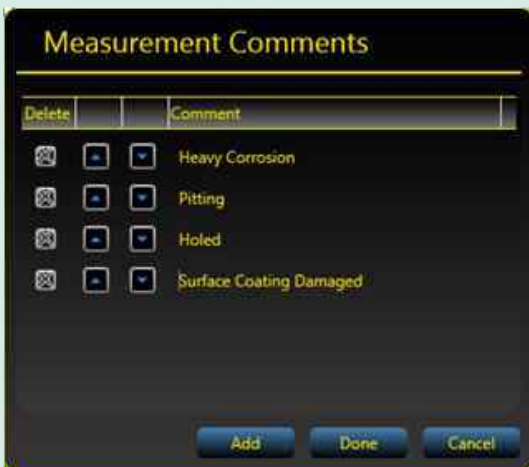 Measurement Comments
Delete Comment
Heavy Corrosion
Pitting
Holed
Surface Coating Damaged
Add Done Cancel